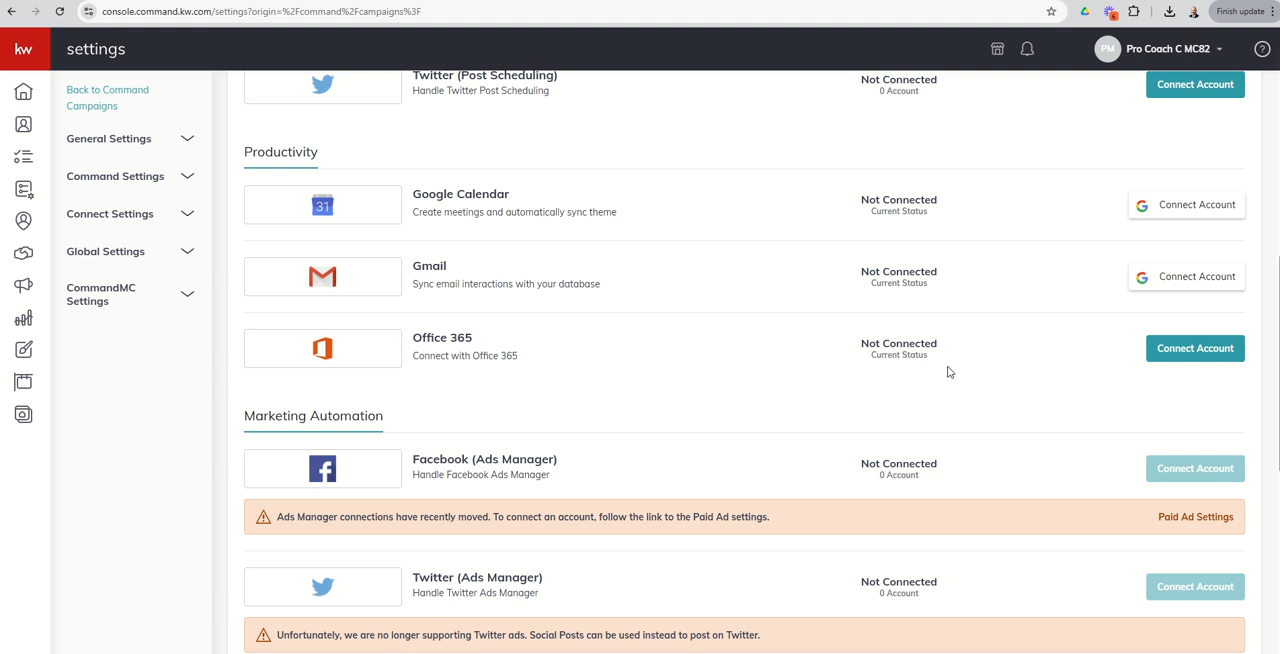 console.command.kw.com/settings?origin=%2Fcommand%2Fcampaigns%3F
6
Finish update
kw
settings
PM
Pro Coach C MC82
?
Back to Command
Campaigns
General Settings
Command Settings
Connect Settings
Global Settings
CommandMC
Settings
Twitter (Post Scheduling)
Handle Twitter Post Scheduling
Not Connected
0 Account
Connect Account
Productivity
31
Google Calendar
Create meetings and automatically sync theme
Not Connected
Current Status
Connect Account
Gmail
Sync email interactions with your database
Not Connected
Current Status
Connect Account
Office 365
Connect with Office 365
Not Connected
Current Status
Connect Account
Marketing Automation
Facebook (Ads Manager)
Handle Facebook Ads Manager
Not Connected
0 Account
Connect Account
Ads Manager connections have recently moved. To connect an account, follow the link to the Paid Ad settings.
Paid Ad Settings
Twitter (Ads Manager)
Handle Twitter Ads Manager
Not Connected
0 Account
Connect Account
Unfortunately, we are no longer supporting Twitter ads. Social Posts can be used instead to post on Twitter.